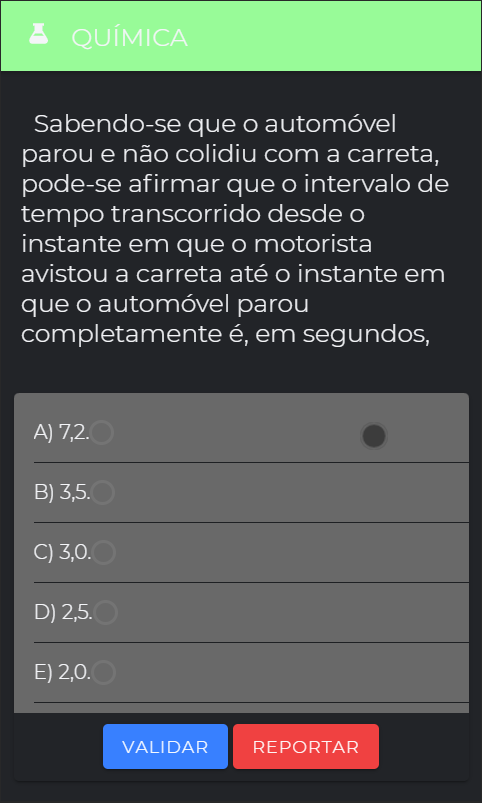 QUÍMICA
Sabendo-se que o automóvel
parou e não colidiu com a carreta,
pode-se afirmar que o intervalo de
tempo transcorrido desde o
instante em que o motorista
avistou a carreta até o instante em
que o automóvel parou
completamente é, em segundos,
A) 7,2.
B) 3,5.
C) 3,0.
D) 2,5.
E) 2,0.
VALIDAR REPORTAR